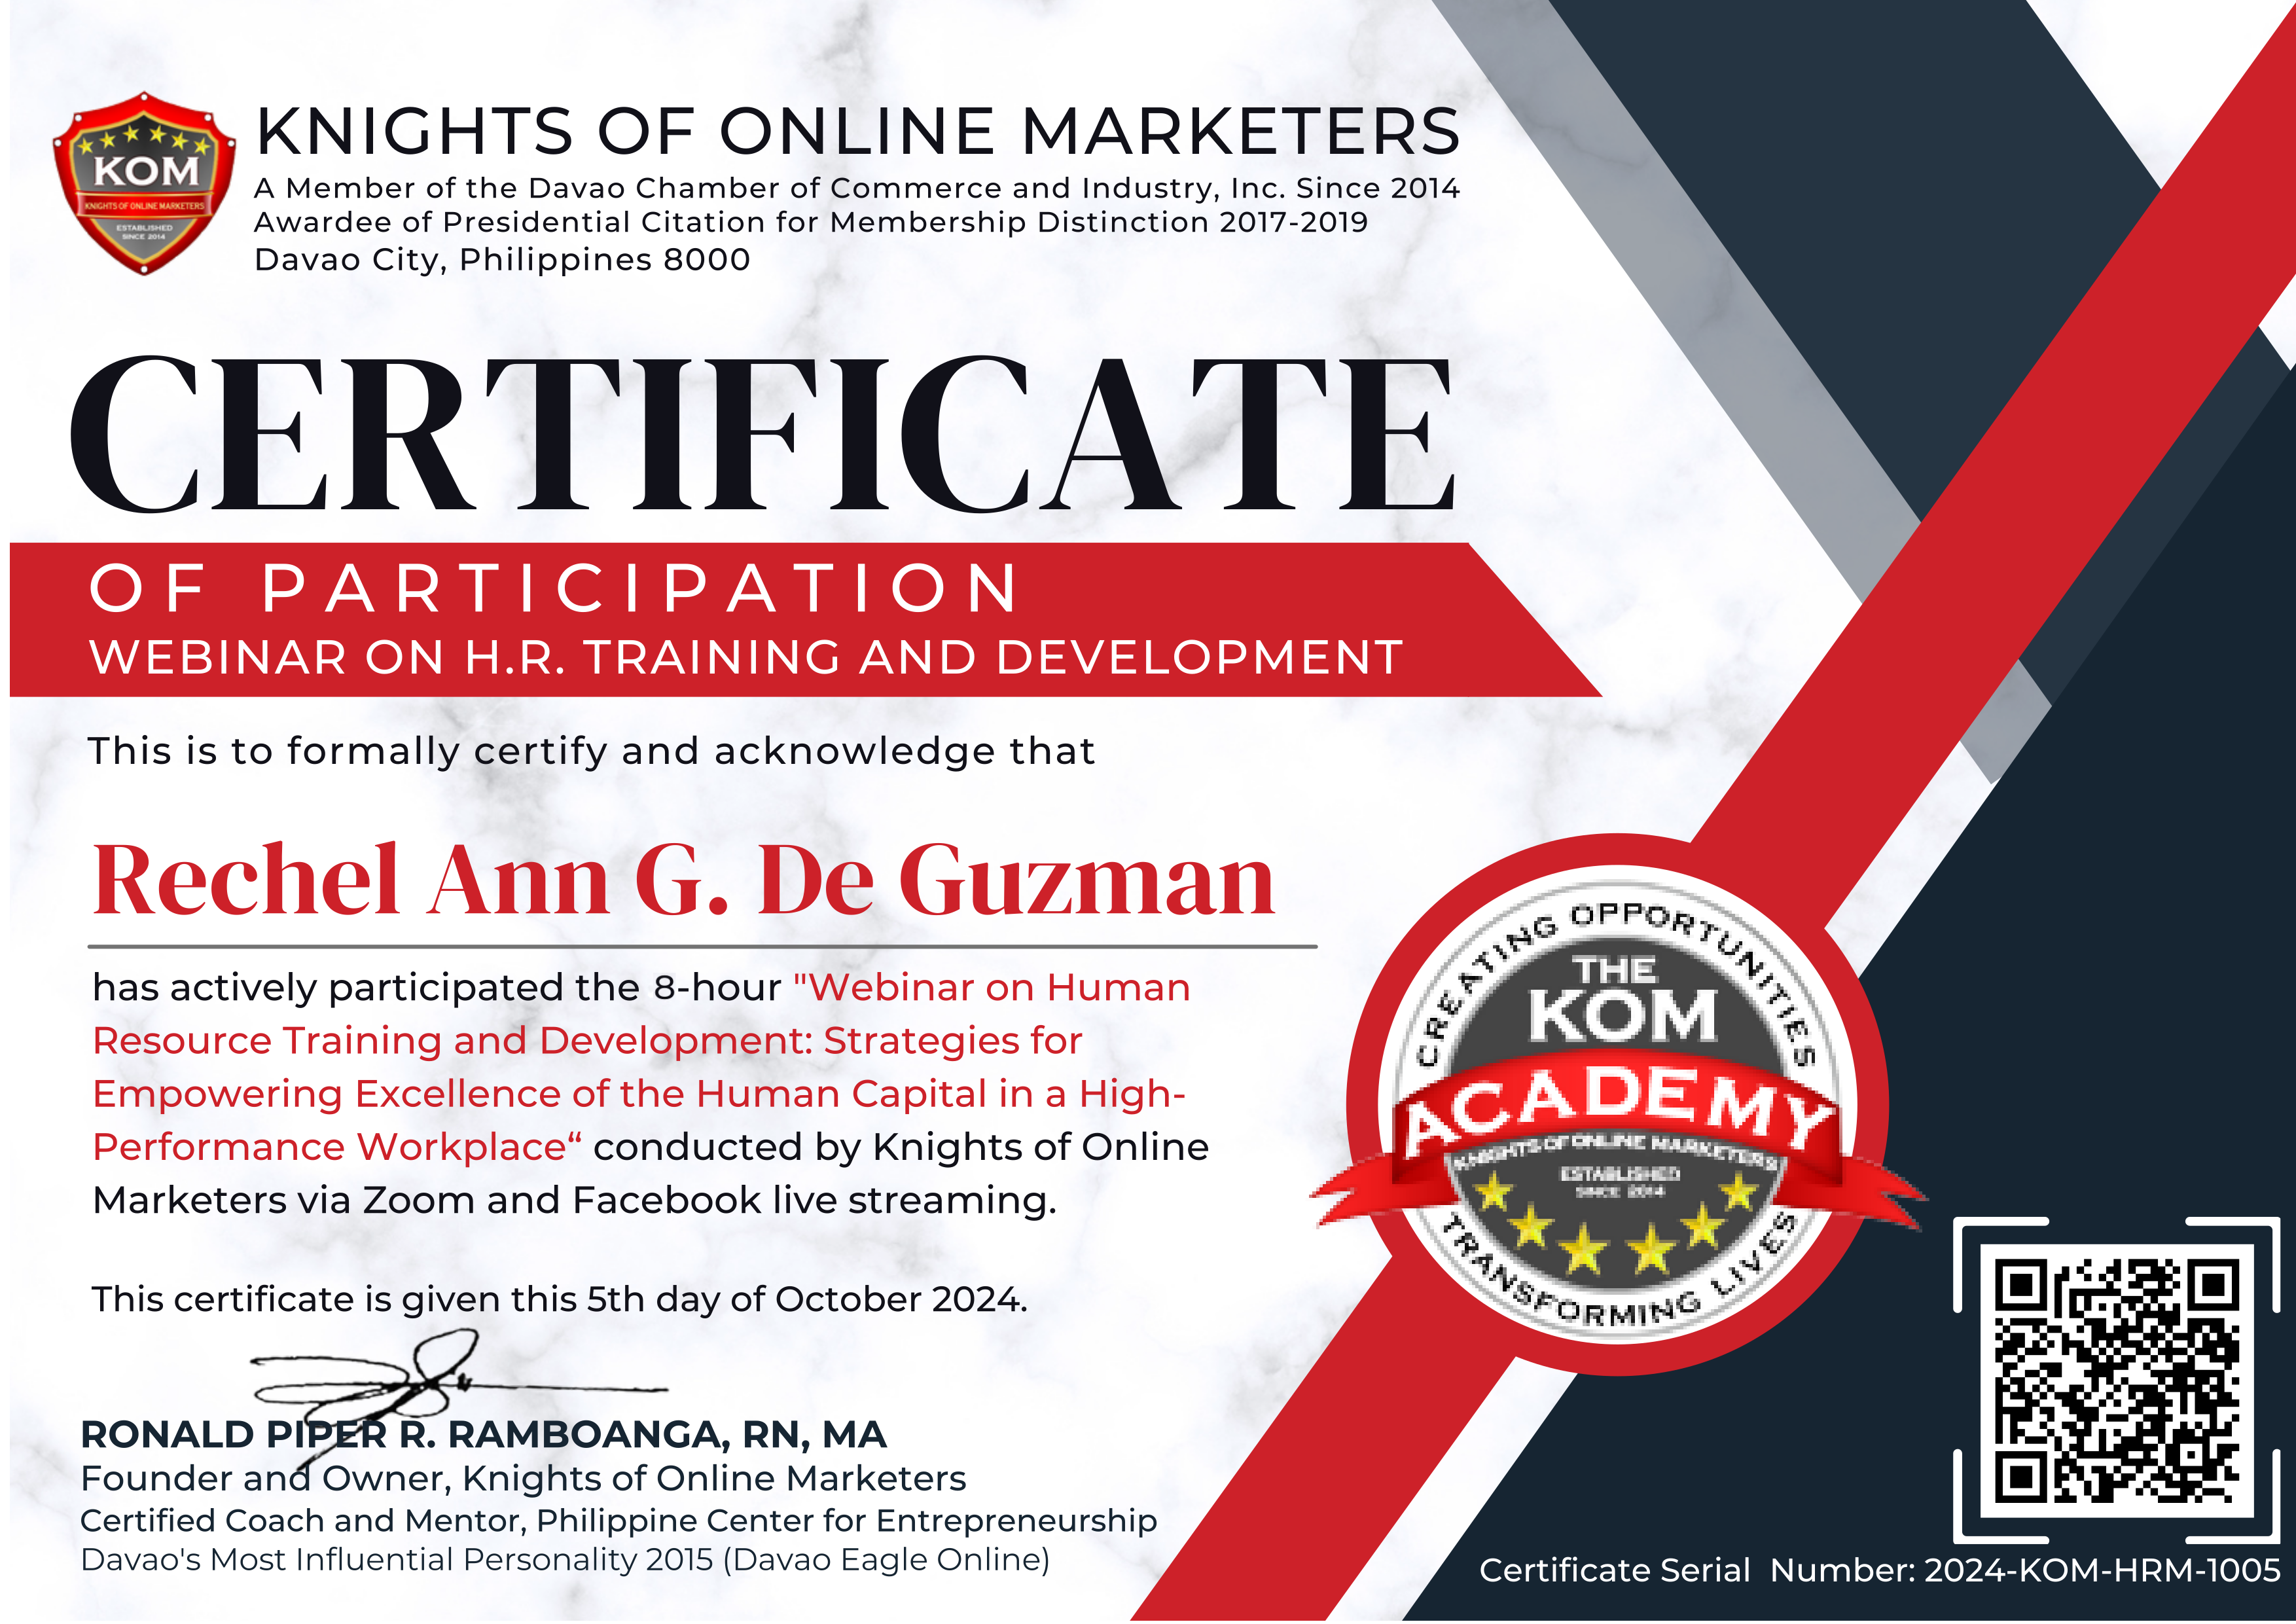 KOM
KNIGHTS OF ONLINE MARKETERS
ESTABLISHED
SINCE 2014
KNIGHTS OF ONLINE MARKETERS
A Member of the Davao Chamber of Commerce and Industry, Inc. Since 2014
Awardee of Presidential Citation for Membership Distinction 2017-2019
Davao City, Philippines 8000
CERTIFICATE
OF PARTICIPATION
WEBINAR ON H.R. TRAINING AND DEVELOPMENT
This is to formally certify and acknowledge that
Rechel Ann G. De Guzman
has actively participated the 8-hour "Webinar on Human
Resource Training and Development: Strategies for
Empowering Excellence of the Human Capital in a High-
Performance Workplace“ conducted by Knights of Online
Marketers via Zoom and Facebook live streaming.
This certificate is given this 5th day of October 2024.
RONALD PIPER R. RAMBOANGA, RN, MA
Founder and Owner, Knights of Online Marketers
Certified Coach and Mentor, Philippine Center for Entrepreneurship
Davao's Most Influential Personality 2015 (Davao Eagle Online)
CREATING OPPORTUNITIES
THE
KOM
ACADEMY
KNIGHTS OF ONLINE MARKETERS
ESTABLISHED
SINCE 2014
TRANSFORMING LIVES
Certificate Serial Number: 2024-KOM-HRM-1005